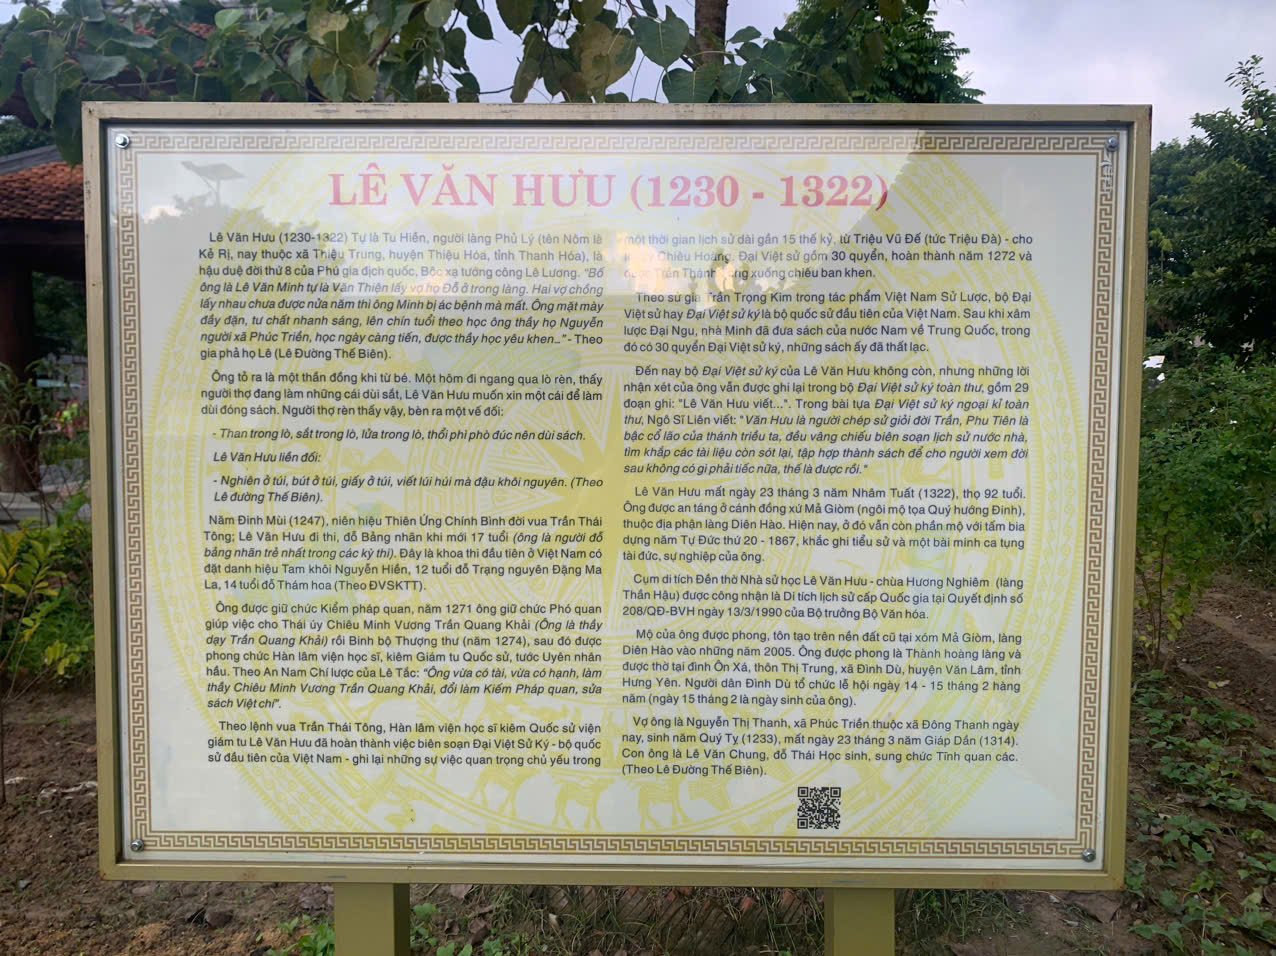 LÊ VĂN HƯU (1230 - 1322)
Lê Văn Hưu (1230-1322) Tự là Tu Hiền, người làng Phủ Lý (tên Nôm là
Kẻ Rị, nay thuộc xã Thiệu Trung, huyện Thiệu Hóa, tỉnh Thanh Hóa), là
hậu duệ đời thứ 8 của Phủ gia địch quốc, Bộc xạ tướng công Lê Lương. "Bố
là Lê Văn Minh tự là Văn Thiện lấy vợ họ Đỗ ở trong làng. Hai vợ chồng
lấy nhau chưa được nửa năm thì ông Minh bị ác bệnh mà mất. Ông mặt mày
đầy đặn, tư chất nhanh sáng, lên chín tuổi theo học ông thầy họ Nguyễn
người xã Phúc Triền, học ngày càng tiến, được thầy học yêu khen..." - Theo
gia phả họ Lê (Lê Đường Thế Biên).
Ông tỏ ra là một thần đồng khi từ bé. Một hôm đi ngang qua lò rèn, thấy
người thợ đang làm những cái dùi sắt, Lê Văn Hưu muốn xin một cái để làm
dùi đóng sách. Người thợ rèn thấy vậy, bèn ra một vế đối:
- Than trong lò, sắt trong lò, lửa trong lò, thổi phì phò đúc nên dùi sách.
Lê Văn Hưu liền đối:
- Nghiên ở túi, bút ở túi, giấy ở túi, viết lúi húi mà đậu khôi nguyên. (Theo
Lê đường Thế Biên).
Năm Đinh Mùi (1247), niên hiệu Thiên Ứng Chính Bình đời vua Trần Thái
Tông; Lê Văn Hưu đi thi, đỗ Bảng nhãn khi mới 17 tuổi (ông là người đỗ
bảng nhãn trẻ nhất trong các kỳ thi). Đây là khoa thi đầu tiên ở Việt Nam có
đặt danh hiệu Tam khôi Nguyễn Hiền, 12 tuổi đỗ Trạng nguyên Đặng Ma
La, 14 tuổi đỗ Thám hoa (Theo ĐVSKTT).
Ông được giữ chức Kiểm pháp quan, năm 1271 ông giữ chức Phó quan
giúp việc cho Thái úy Chiêu Minh Vương Trần Quang Khải (Ông là thầy
dạy Trần Quang Khải) rồi Binh bộ Thượng thư (năm 1274), sau đó được
phong chức Hàn lâm viện học sĩ, kiêm Giám tu Quốc sử, tước Uyên nhân
hầu. Theo An Nam Chí lược của Lê Tắc: "Ông vừa có tài, vừa có hạnh, làm
thầy Chiêu Minh Vương Trần Quang Khải, đổi làm Kiểm Pháp quan, sửa
sách Việt chí".
Theo lệnh vua Trần Thái Tông, Hàn lâm viện học sĩ kiêm Quốc sử viện
giám tu Lê Văn Hưu đã hoàn thành việc biên soạn Đại Việt Sử Ký - bộ quốc
sử đầu tiên của Việt Nam - ghi lại những sự việc quan trọng chủ yếu trong
một thời gian lịch sử dài gần 15 thế kỷ, từ Triệu Vũ Đế (tức Triệu Đà) - cho
Chiêu Hoàng. Đại Việt sử gồm 30 quyển, hoàn thành năm 1272 và
được Trần Thánh Tông xuống chiếu ban khen.
Theo sử gia Trần Trọng Kim trong tác phẩm Việt Nam Sử Lược, bộ Đại
Việt sử hay Đại Việt sử ký là bộ quốc sử đầu tiên của Việt Nam. Sau khi xâm
lược Đại Ngu, nhà Minh đã đưa sách của nước Nam về Trung Quốc, trong
đó có 30 quyển Đại Việt sử ký, những sách ấy đã thất lạc.
Đến nay bộ Đại Việt sử ký của Lê Văn Hưu không còn, nhưng những lời
nhận xét của ông vẫn được ghi lại trong bộ Đại Việt sử ký toàn thư, gồm 29
đoạn ghi: "Lê Văn Hưu viết...". Trong bài tựa Đại Việt sử ký ngoại kỉ toàn
thư, Ngô Sĩ Liên viết: " Văn Hưu là người chép sử giỏi đời Trần, Phu Tiên là
bậc cổ lão của thánh triều ta, đều vâng chiếu biên soạn lịch sử nước nhà,
tìm khắp các tài liệu còn sót lại, tập hợp thành sách để cho người xem đời
sau không có gì phải tiếc nữa, thế là được rồi."
Lê Văn Hưu mất ngày 23 tháng 3 năm Nhâm Tuất (1322), thọ 92 tuổi.
Ông được an táng ở cánh đồng xứ Mả Giòm (ngôi mộ tọa Quý hướng Đinh),
thuộc địa phận làng Diên Hào. Hiện nay, ở đó vẫn còn phần mộ với tấm bia
dựng năm Tự Đức thứ 20 - 1867, khắc ghi tiểu sử và một bài minh ca tụng
tài đức, sự nghiệp của ông.
Cụm di tích Đền thờ Nhà sử học Lê Văn Hưu - chùa Hương Nghiêm (làng
Thần Hậu) được công nhận là Di tích lịch sử cấp Quốc gia tại Quyết định số
208/QĐ-BVH ngày 13/3/1990 của Bộ trưởng Bộ Văn hóa.
Mộ của ông được phong, tôn tạo trên nền đất cũ tại xóm Mả Giòm, làng
Diên Hào vào những năm 2005. Ông được phong là Thành hoàng làng và
được thờ tại đình Ôn Xá, thôn Thị Trung, xã Đình Dù, huyện Văn Lâm, tỉnh
Hưng Yên. Người dân Đình Dù tổ chức lễ hội ngày 14 - 15 tháng 2 hàng
năm (ngày 15 tháng 2 là ngày sinh của ông).
Vợ ông là Nguyễn Thị Thanh, xã Phúc Triền thuộc xã Đông Thanh ngày
nay, sinh năm Quý Tỵ (1233), mất ngày 23 tháng 3 năm Giáp Dần (1314).
Con ông là Lê Văn Chung, đỗ Thái Học sinh, sung chức Tĩnh quan các.
(Theo Lê Đường Thế Biên).